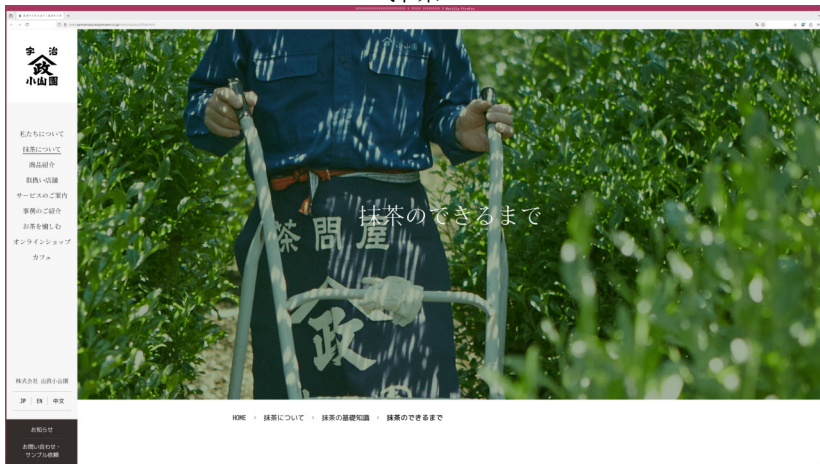 宇治
政
小山園
私たちについて
抹茶について
商品紹介
取扱い店舗
サービスのご案内
事例のご紹介
お茶を愉しむ
オンラインショップ
カフェ
株式会社 山政小山園
JP | EN | 中文
お知らせ
お問い合わせ・
サンプル依頼
抹茶のできるまで
茶問屋
政
HOME › 抹茶について › 抹茶の基礎知識 › 抹茶のできるまで